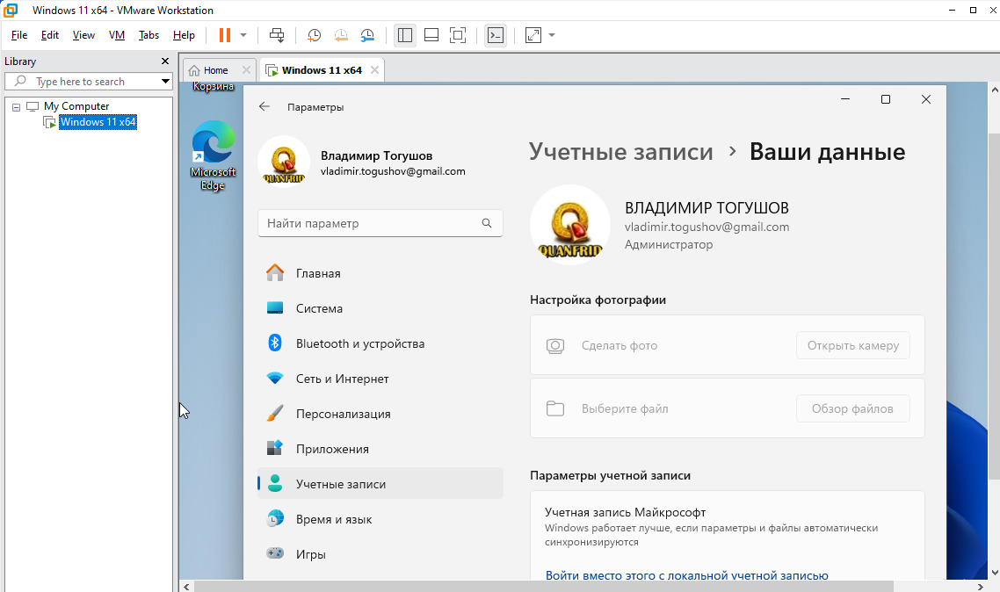 Windows 11 x64 - VMware Workstation
File Edit View VM Tabs Help
Library
Type here to search
My Computer
Windows 11 x64
Home
Windows 11 x64
Корзина
Microsoft
Edge
Параметры
Владимир Тогушов
vladimir.togushov@gmail.com
QUANFRID
Найти параметр
Главная
Система
Bluetooth и устройства
Сеть и Интернет
Персонализация
Приложения
Учетные записи
Время и язык
Игры
Учетные записи › Ваши данные
QUANFRID
ВЛАДИМИР ТОГУШОВ
vladimir.togushov@gmail.com
Администратор
Настройка фотографии
Сделать фото
Открыть камеру
Выберите файл
Обзор файлов
Параметры учетной записи
Учетная запись Майкрософт
Windows работает лучше, если параметры и файлы автоматически
синхронизируются
Войти вместо этого с локальной учетной записью